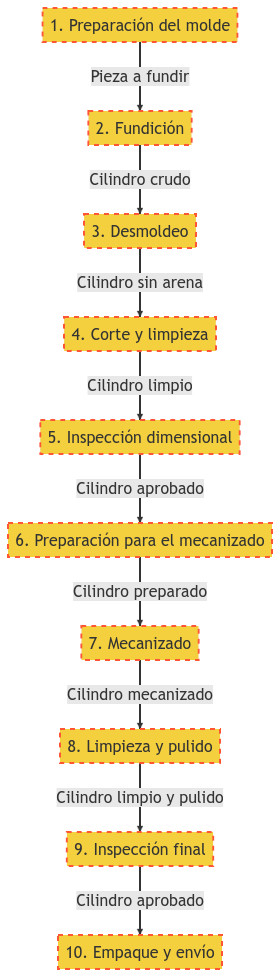 1. Preparación del molde
Pieza a fundir
2. Fundición
Cilindro crudo
3. Desmoldeo
Cilindro sin arena
4. Corte y limpieza
Cilindro limpio
5. Inspección dimensional
Cilindro aprobado
6. Preparación para el mecanizado
Cilindro preparado
7. Mecanizado
Cilindro mecanizado
8. Limpieza y pulido
Cilindro limpio y pulido
9. Inspección final
Cilindro aprobado
10. Empaque y envío